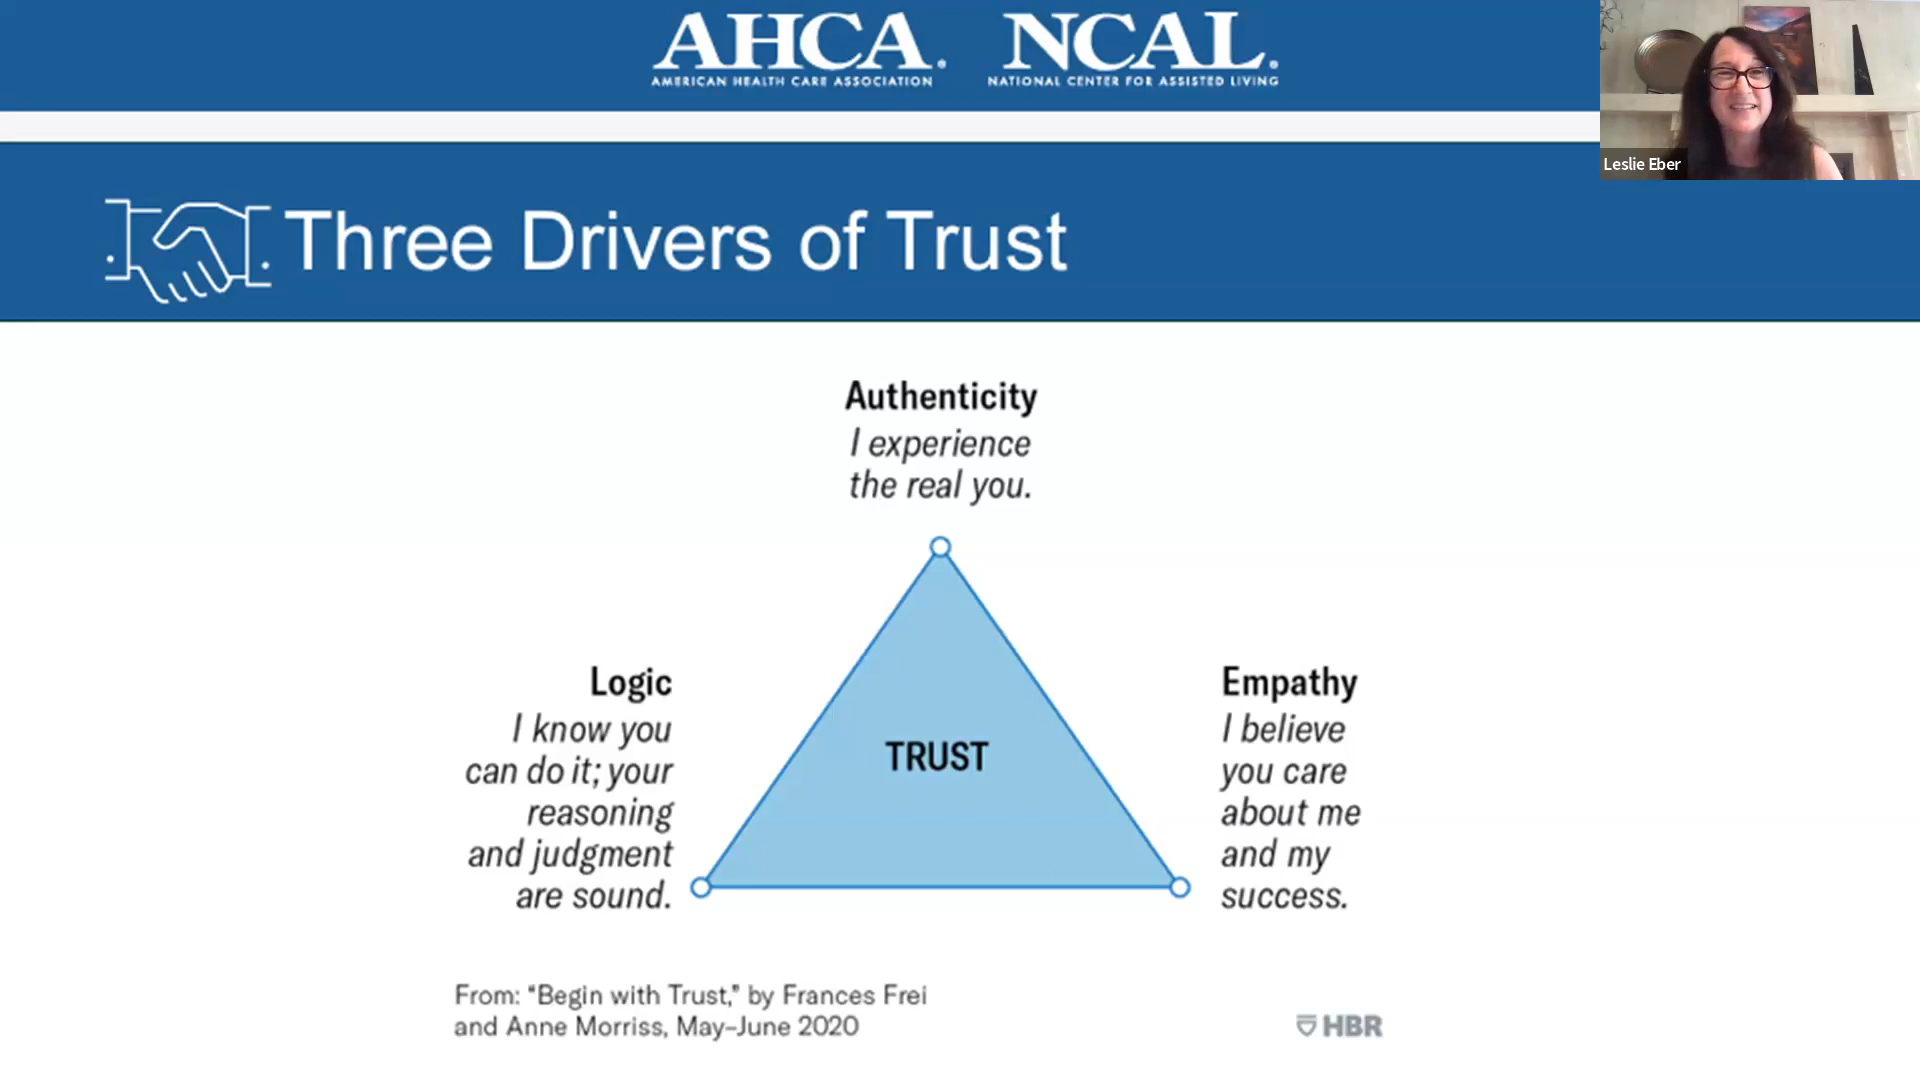 AHCA® NCAL®
AMERICAN HEALTH CARE ASSOCIATION NATIONAL CENTER FOR ASSISTED LIVING
Leslie Eber
Three Drivers of Trust
Authenticity
I experience
the real you.
Logic
I know you
can do it; your
reasoning
and judgment
are sound.
TRUST
Empathy
I believe
you care
about me
and my
success.
From: “Begin with Trust,” by Frances Frei
and Anne Morriss, May–June 2020
HBR